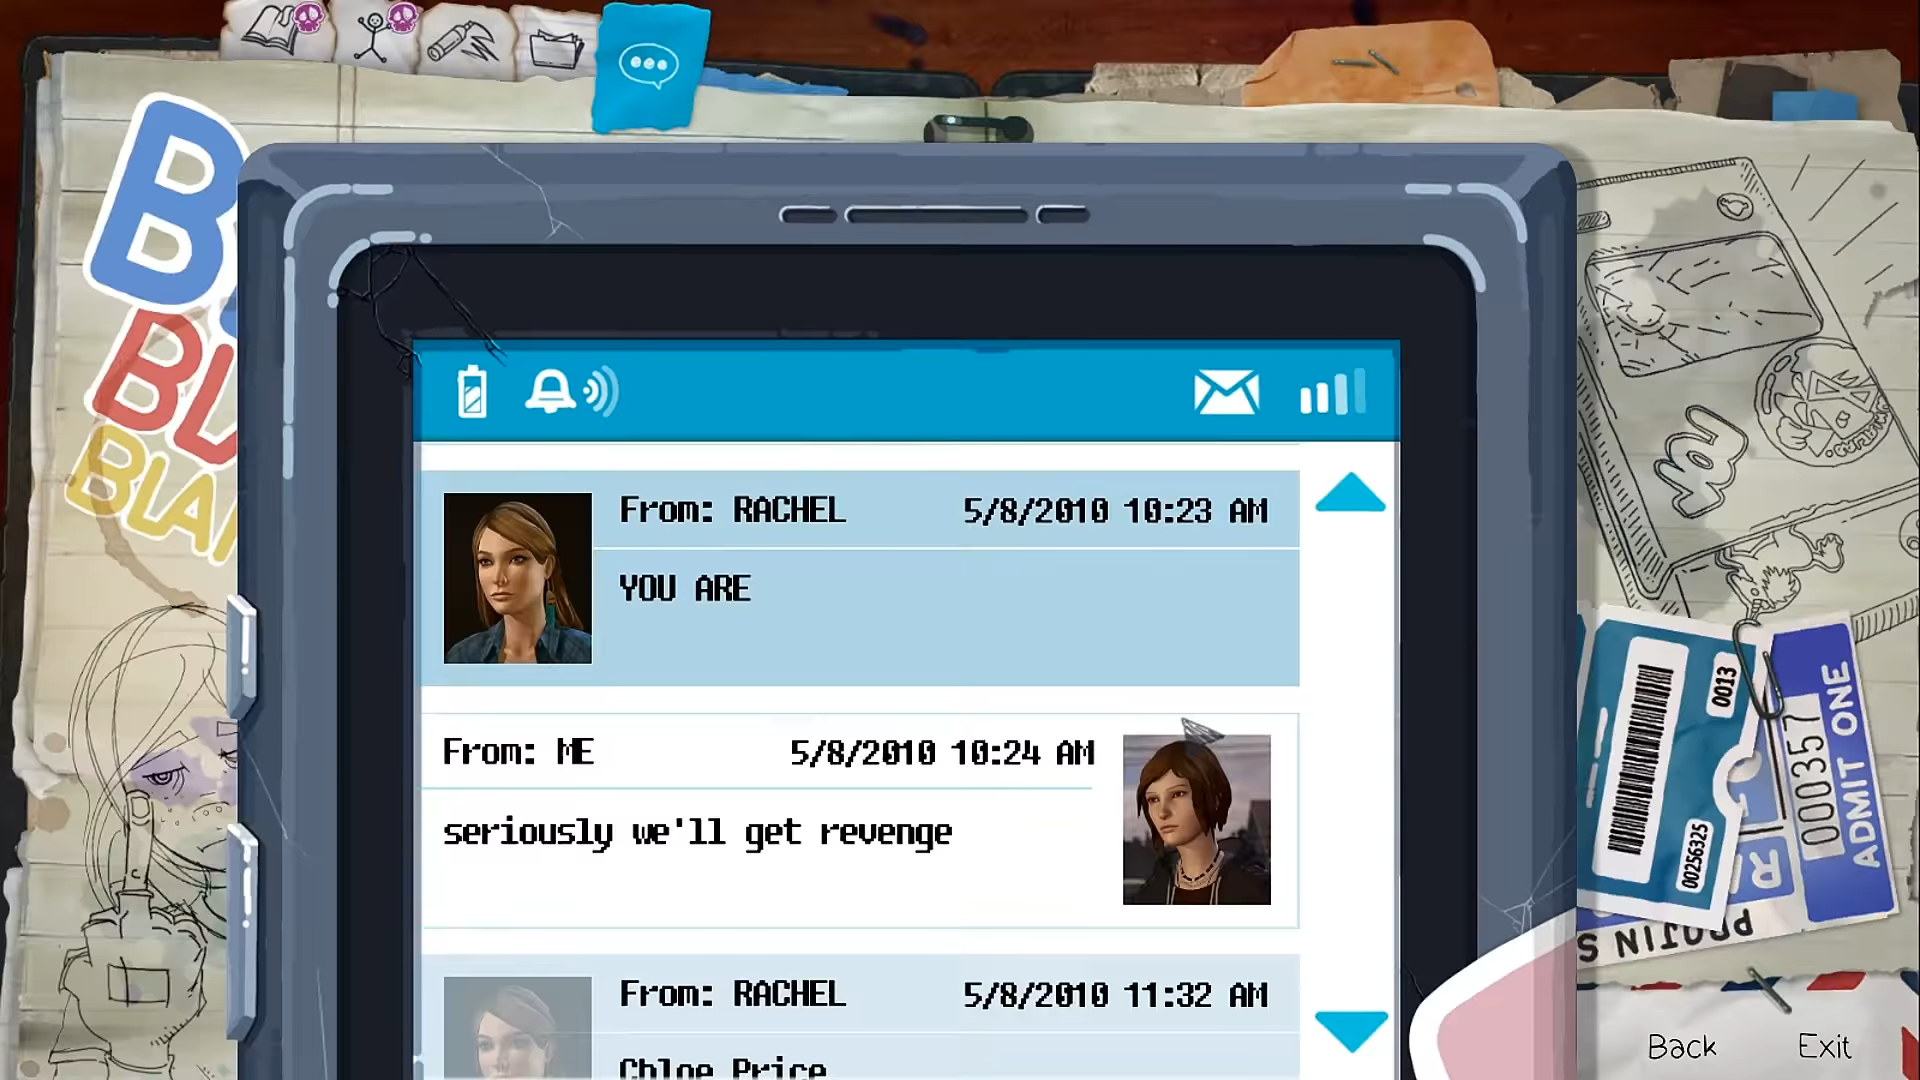 From: RACHEL 5/8/2010 10:23 AM
YOU ARE
From: ME 5/8/2010 10:24 AM
seriously we'll get revenge
From: RACHEL 5/8/2010 11:32 AM
Chloe Price
0013
00256325
000357
ADMIT ONE
Back Exit